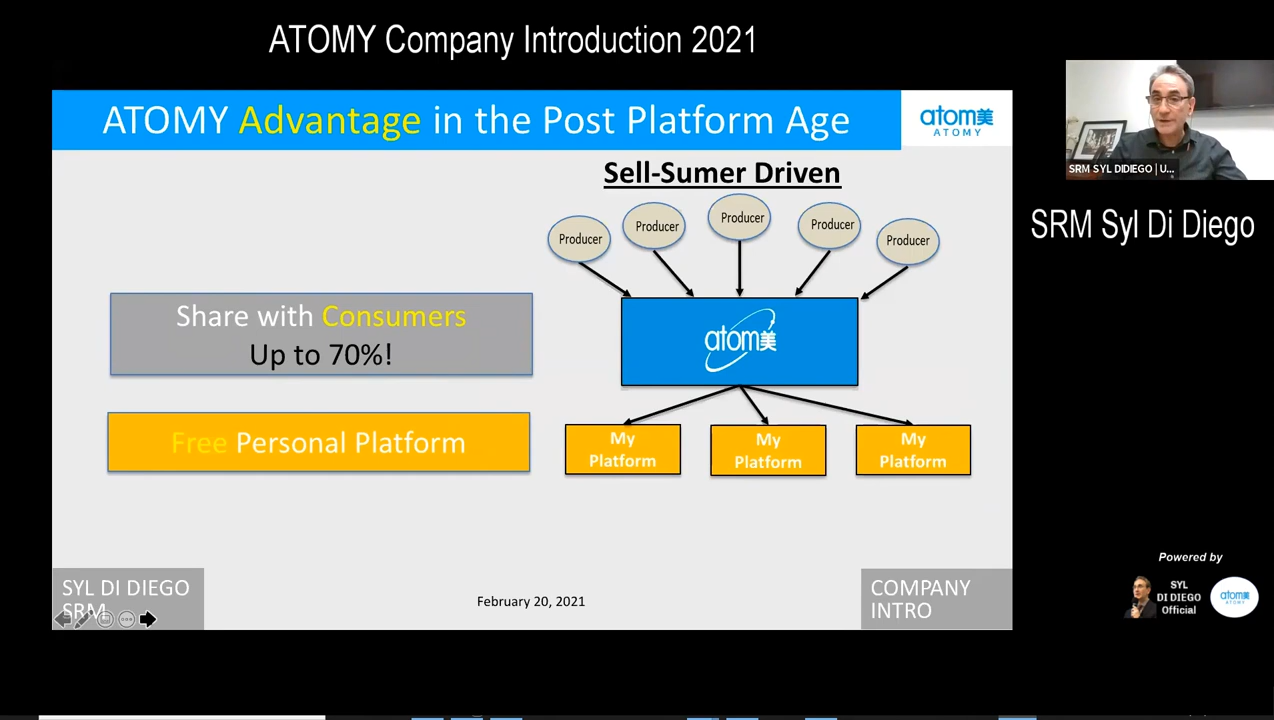 ATOMY Company Introduction 2021
ATOMY Advantage in the Post Platform Age
atom美
ATOMY
SRM SYL DIDIEGO | U...
SRM Syl Di Diego
Sell-Sumer Driven
Producer
Producer
Producer
Producer
Producer
Share with Consumers
Up to 70%!
atom美
Free Personal Platform
My
Platform
My
Platform
My
Platform
SYL DI DIEGO
SRM
February 20, 2021
COMPANY
INTRO
Powered by
SYL
DI DIEGO
Official
atom美
ATOMY